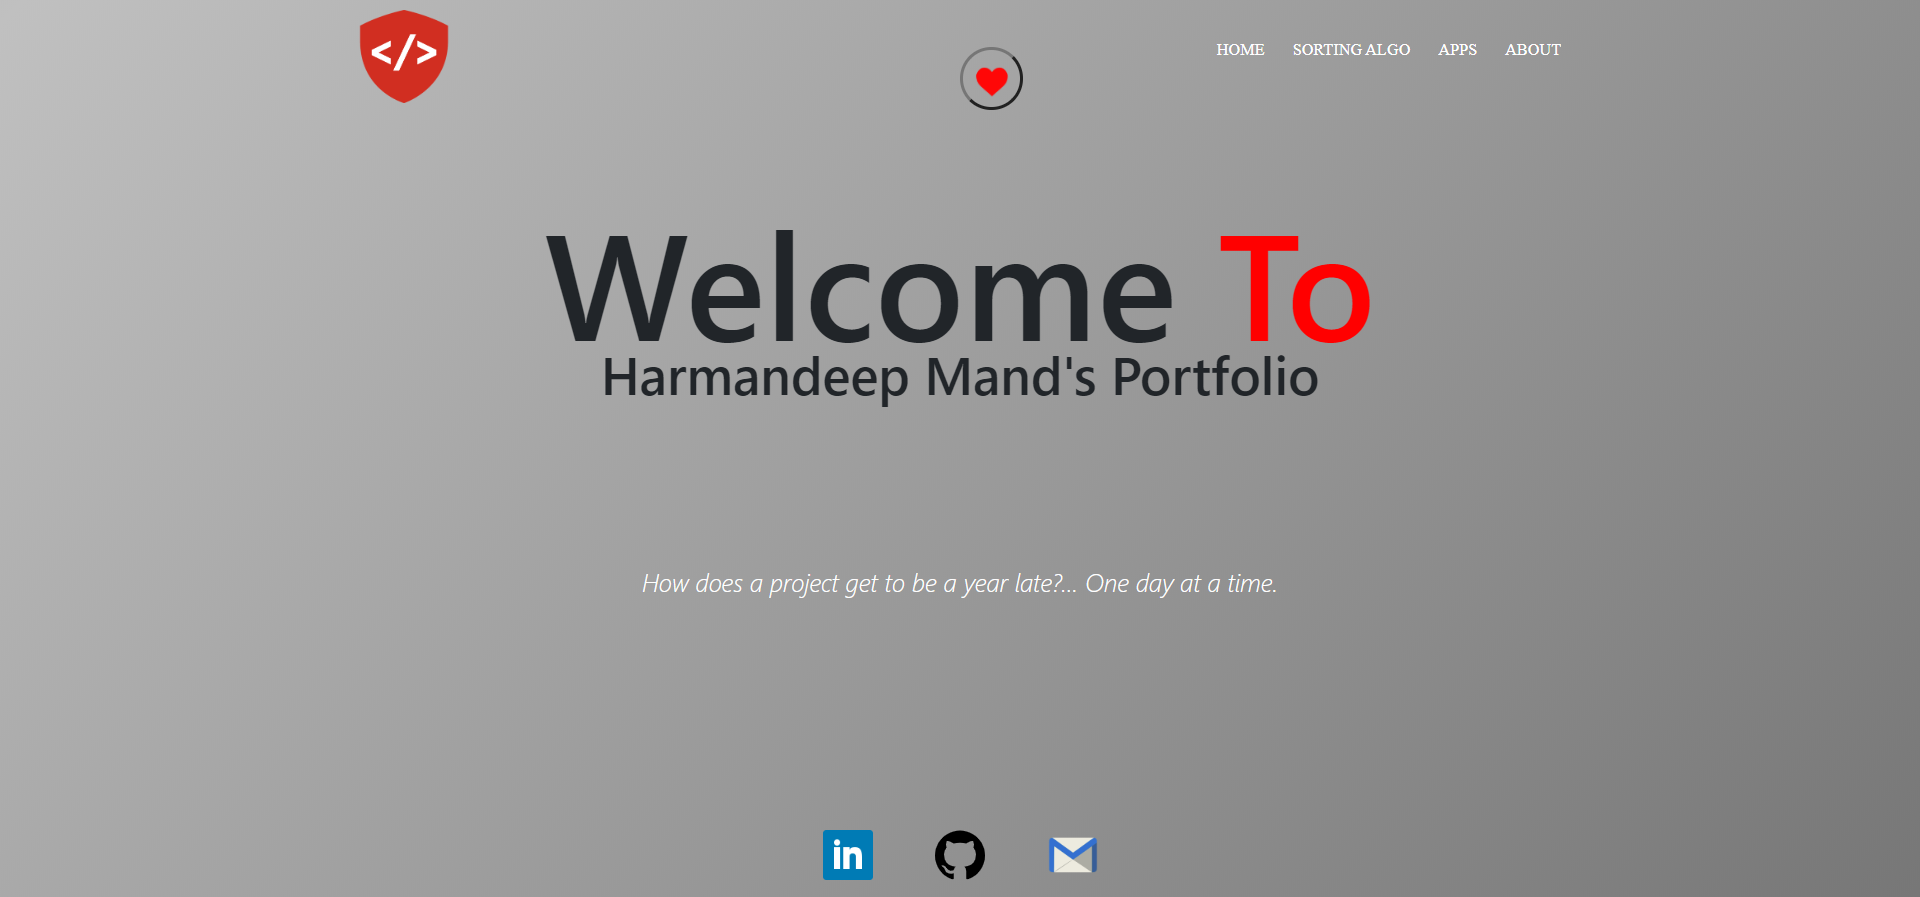 </>
HOME SORTING ALGO APPS ABOUT
Welcome To
Harmandeep Mand's Portfolio
How does a project get to be a year late?... One day at a time.
in